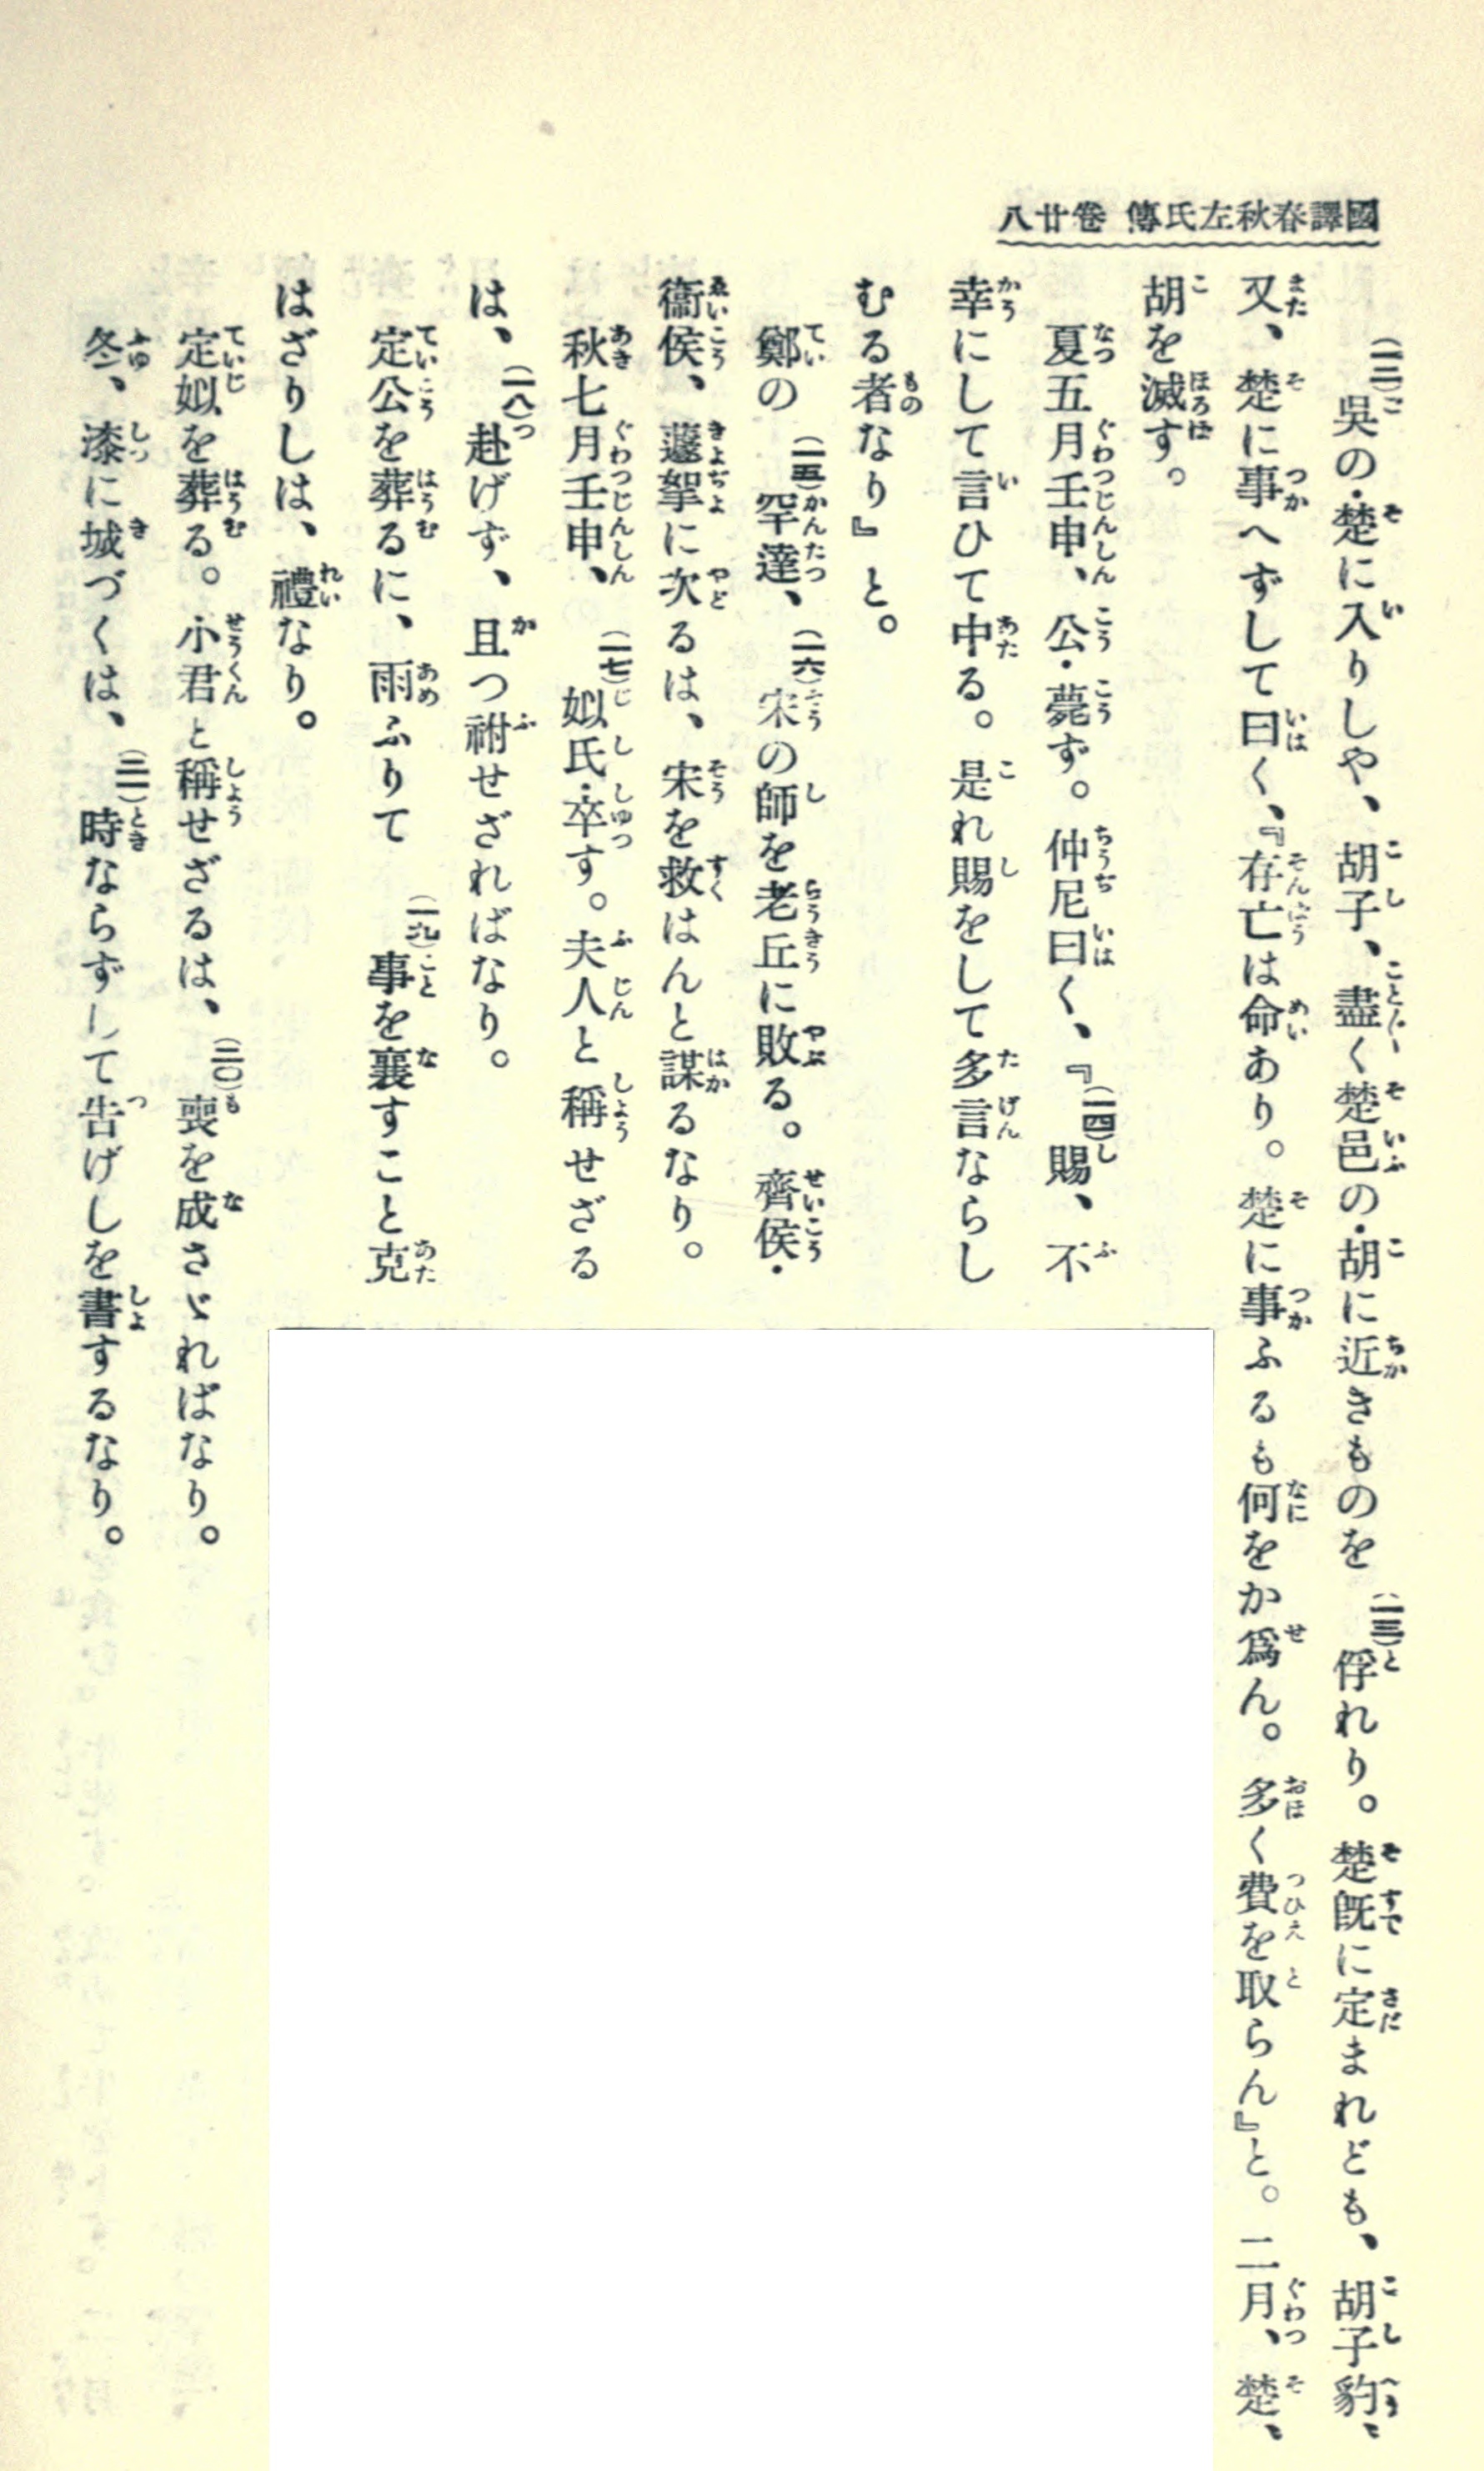 國譯春秋左氏傳 卷廿八
(一二)吳の・楚に入りしや、胡子、盡く楚邑の・胡に近きものを(一三)俘れり。楚既に定まれども、胡子豹、
又、楚に事へずして曰く、『存亡は命あり。楚に事ふるも何をか爲ん。多く費を取らん』と。二月、楚、
胡を滅す。
夏五月壬申、公・薨ず。仲尼曰く、『(一四)賜、不
幸にして言ひて中る。是れ賜をして多言ならし
むる者なり』と。
鄭の(一五)罕達、(一六)宋の師を老丘に敗る。齊侯・
衞侯、蘧挐に次るは、宋を救はんと謀るなり。
秋七月壬申、(一七)姒氏・卒す。夫人と稱せざる
は、(一八)赴げず、且つ祔せざればなり。
定公を葬るに、雨ふりて(一九)事を襄すこと克
はざりしは、禮なり。
定姒を葬る。小君と稱せざるは、(二〇)喪を成さゞればなり。
冬、漆に城づくは、(二一)時ならずして告げしを書するなり。